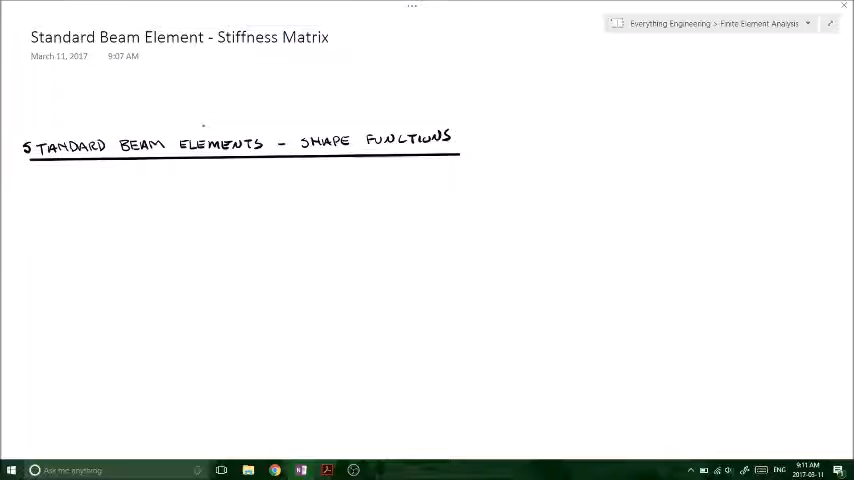 Everything Engineering > Finite Element Analysis
Standard Beam Element - Stiffness Matrix
March 11, 2017 9:07 AM
STANDARD BEAM ELEMENTS - SHAPE FUNCTIONS
Ask me anything
ENG
9:11 AM
2017-03-11